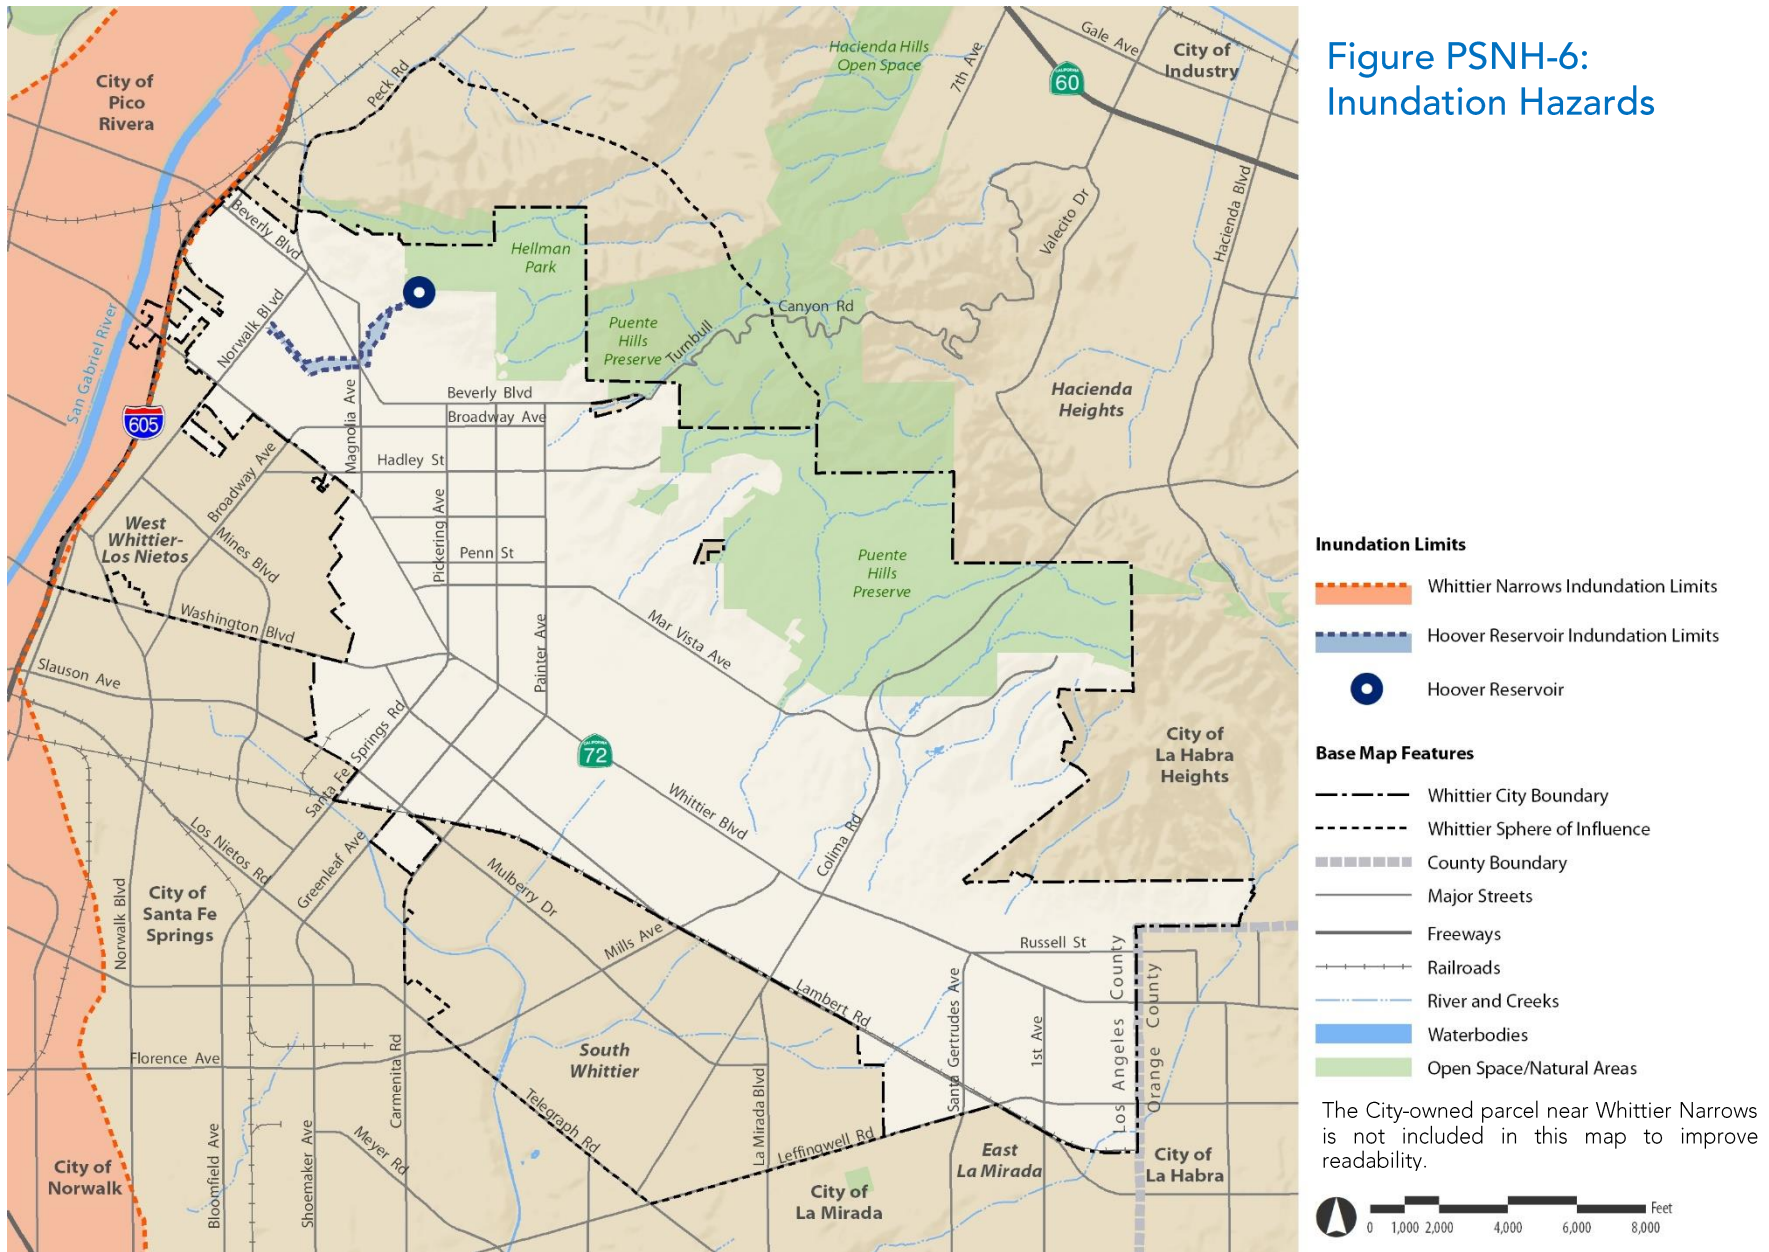 Figure PSNH-6:
Inundation Hazards
City of
Pico
Rivera
Peck Rd
Hacienda Hills
Open Space
7th Ave
Gale Ave
City of
Industry
CALIFORNIA
60
Beverly Blvd
Hellman
Park
Valecito Dr
Hacienda Blvd
San Gabriel River
Norwalk Blvd
Puente
Hills
Preserve
Turnbull
Canyon Rd
605
Magnolia Ave
Beverly Blvd
Broadway Ave
Hacienda
Heights
Hadley St
Broadway Ave
West
Whittier-
Los Nietos
Mines Blvd
Pickering Ave
Penn St
Puente
Hills
Preserve
Washington Blvd
Painter Ave
Mar Vista Ave
Slauson Ave
Santa Fe Springs Rd
CALIFORNIA
72
City of
La Habra
Heights
Whittier Blvd
Colima Rd
Los Nietos Rd
Greenleaf Ave
Mulberry Dr
Norwalk Blvd
City of
Santa Fe
Springs
Mills Ave
Russell St
Lambert Rd
Santa Gertrudes Ave
1st Ave
Los Angeles County
Orange County
Florence Ave
Carmenita Rd
South
Whittier
Telegraph Rd
La Mirada Blvd
Leffingwell Rd
Meyer Rd
Bloomfield Ave
Shoemaker Ave
City of
Norwalk
City of
La Mirada
East
La Mirada
City of
La Habra
Inundation Limits
Whittier Narrows Indundation Limits
Hoover Reservoir Indundation Limits
Hoover Reservoir
Base Map Features
Whittier City Boundary
Whittier Sphere of Influence
County Boundary
Major Streets
Freeways
Railroads
River and Creeks
Waterbodies
Open Space/Natural Areas
The City-owned parcel near Whittier Narrows
is not included in this map to improve
readability.
Feet
0 1,000 2,000 4,000 6,000 8,000